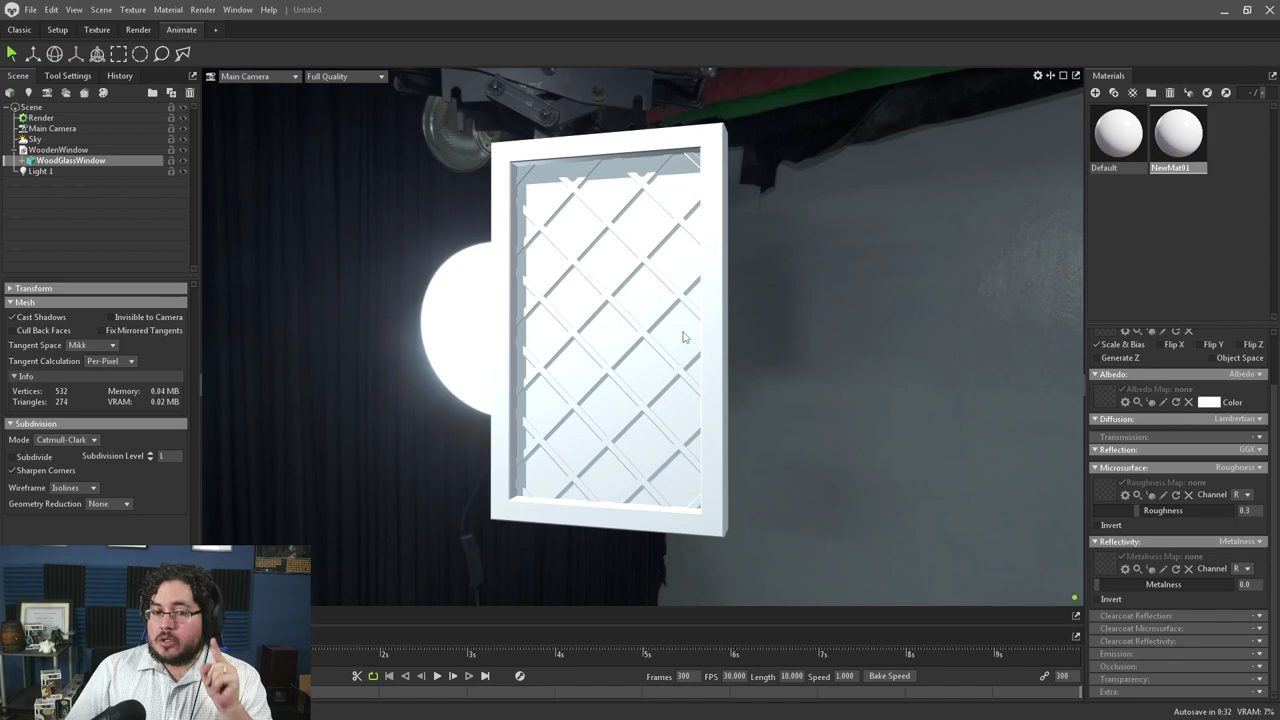 File Edit View Scene Texture Material Render Window Help Untitled
Classic Setup Texture Render Animate +
Scene Tool Settings History
Main Camera Full Quality
Materials
Scene
Render
Main Camera
Sky
WoodenWindow
WoodGlassWindow
Light 1
Default NewMat01
Transform
Mesh
Cast Shadows Invisible to Camera
Cull Back Faces Fix Mirrored Tangents
Tangent Space Mikk
Tangent Calculation Per-Pixel
Info
Vertices: 532 Memory: 0.04 MB
Triangles: 274 VRAM: 0.02 MB
Subdivision
Mode Catmull-Clark
Subdivide Subdivision Level 1
Sharpen Corners
Wireframe Isolines
Geometry Reduction None
Scale & Bias Flip X Flip Y Flip Z
Generate Z Object Space
Albedo: Albedo
Albedo Map: none
Color
Diffusion: Lambertian
Transmission:
Reflection: GGX
Microsurface: Roughness
Roughness Map: none
Channel R
Roughness 0.3
Invert
Reflectivity: Metalness
Metalness Map: none
Channel R
Metalness 0.0
Invert
Clearcoat Reflection:
Clearcoat Microsurface:
Clearcoat Reflectivity:
Emission:
Occlusion:
Transparency:
Extra:
2s 3s 4s 5s 6s 7s 8s 9s
Frames 300 FPS 30.000 Length 10.000 Speed 1.000 Bake Speed 300
Autosave in 0:32 VRAM: 7%